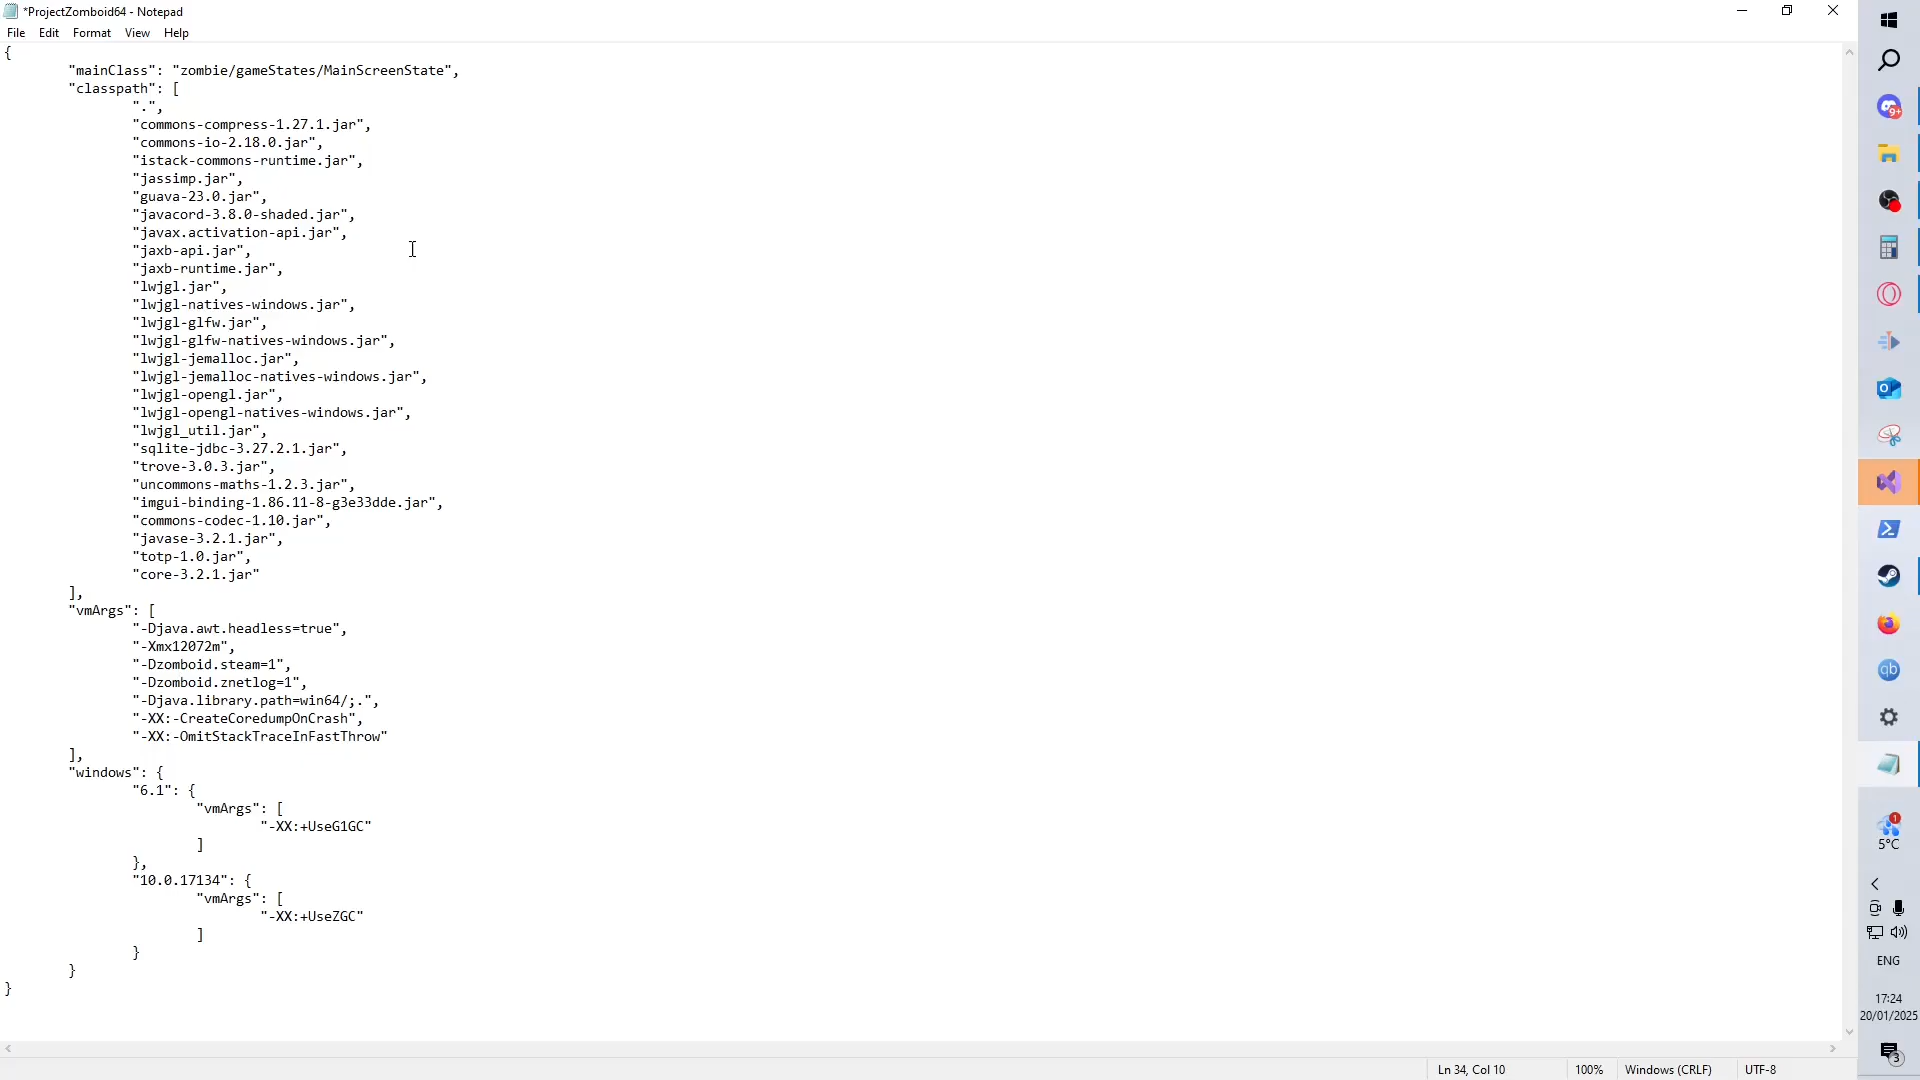 *ProjectZomboid64 - Notepad
File Edit Format View Help
{
"mainClass": "zombie/gameStates/MainScreenState",
"classpath": [
".",
"commons-compress-1.27.1.jar",
"commons-io-2.18.0.jar",
"istack-commons-runtime.jar",
"jassimp.jar",
"guava-23.0.jar",
"javacord-3.8.0-shaded.jar",
"javax.activation-api.jar",
"jaxb-api.jar",
"jaxb-runtime.jar",
"lwjgl.jar",
"lwjgl-natives-windows.jar",
"lwjgl-glfw.jar",
"lwjgl-glfw-natives-windows.jar",
"lwjgl-jemalloc.jar",
"lwjgl-jemalloc-natives-windows.jar",
"lwjgl-opengl.jar",
"lwjgl-opengl-natives-windows.jar",
"lwjgl_util.jar",
"sqlite-jdbc-3.27.2.1.jar",
"trove-3.0.3.jar",
"uncommons-maths-1.2.3.jar",
"imgui-binding-1.86.11-8-g3e33dde.jar",
"commons-codec-1.10.jar",
"javase-3.2.1.jar",
"totp-1.0.jar",
"core-3.2.1.jar"
],
"vmArgs": [
"-Djava.awt.headless=true",
"-Xmx12072m",
"-Dzomboid.steam=1",
"-Dzomboid.znetlog=1",
"-Djava.library.path=win64/;.",
"-XX:-CreateCoredumpOnCrash",
"-XX:-OmitStackTraceInFastThrow"
],
"windows": {
"6.1": {
"vmArgs": [
"-XX:+UseG1GC"
]
},
"10.0.17134": {
"vmArgs": [
"-XX:+UseZGC"
]
}
}
}
Ln 34, Col 10 100% Windows (CRLF) UTF-8
9+
qb
1
5°C
ENG
17:24
20/01/2025
3